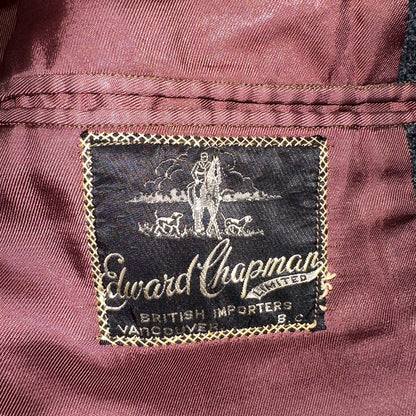 Edward Chapman
LIMITED
BRITISH IMPORTERS
VANCOUVER B.C.